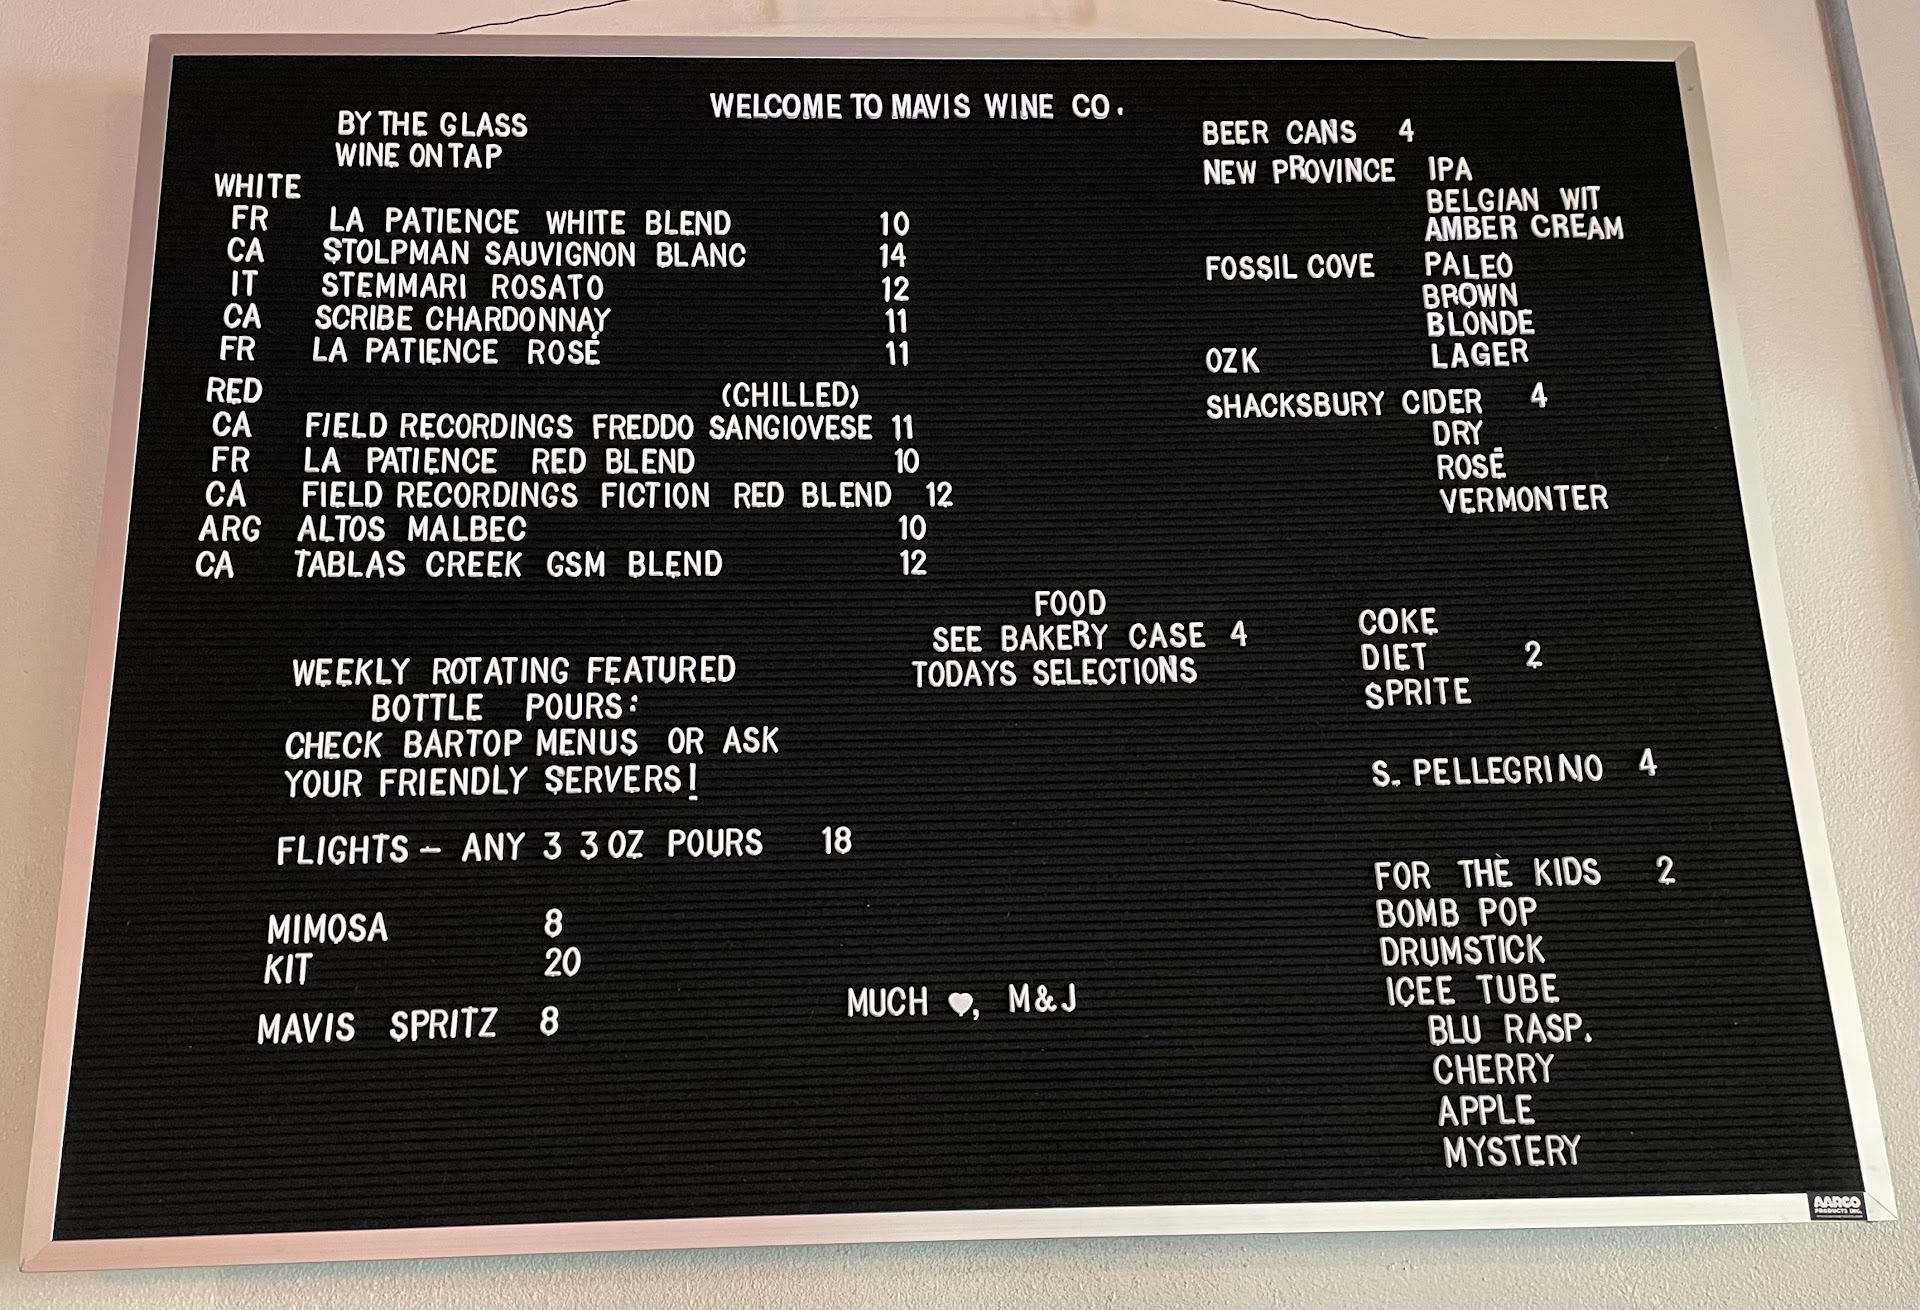 WELCOME TO MAVIS WINE CO.
BY THE GLASS
WINE ON TAP
WHITE
FR LA PATIENCE WHITE BLEND 10
CA STOLPMAN SAUVIGNON BLANC 14
IT STEMMARI ROSATO 12
CA SCRIBE CHARDONNAY 11
FR LA PATIENCE ROSÉ 11
RED (CHILLED)
CA FIELD RECORDINGS FREDDO SANGIOVESE 11
FR LA PATIENCE RED BLEND 10
CA FIELD RECORDINGS FICTION RED BLEND 12
ARG ALTOS MALBEC 10
CA TABLAS CREEK GSM BLEND 12
WEEKLY ROTATING FEATURED
BOTTLE POURS:
CHECK BARTOP MENUS OR ASK
YOUR FRIENDLY SERVERS!
FLIGHTS – ANY 3 3 OZ POURS 18
MIMOSA 8
KIT 20
MAVIS SPRITZ 8
FOOD
SEE BAKERY CASE 4
TODAYS SELECTIONS
MUCH ♥, M&J
BEER CANS 4
NEW PROVINCE IPA
BELGIAN WIT
AMBER CREAM
FOSSIL COVE PALEO
BROWN
BLONDE
OZK LAGER
SHACKSBURY CIDER 4
DRY
ROSÉ
VERMONTER
COKE
DIET 2
SPRITE
S. PELLEGRINO 4
FOR THE KIDS 2
BOMB POP
DRUMSTICK
ICEE TUBE
BLU RASP.
CHERRY
APPLE
MYSTERY
AARCO
PRODUCTS INC.